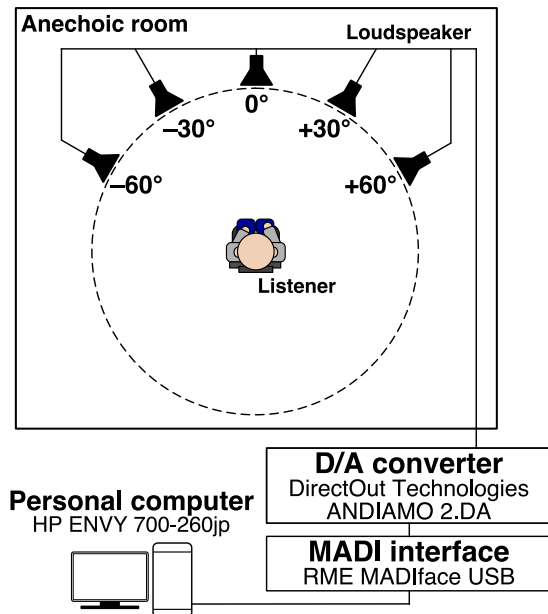 Anechoic room
Loudspeaker
0°
–30°
+30°
–60°
+60°
Listener
D/A converter
DirectOut Technologies
ANDIAMO 2.DA
Personal computer
HP ENVY 700-260jp
MADI interface
RME MADIface USB